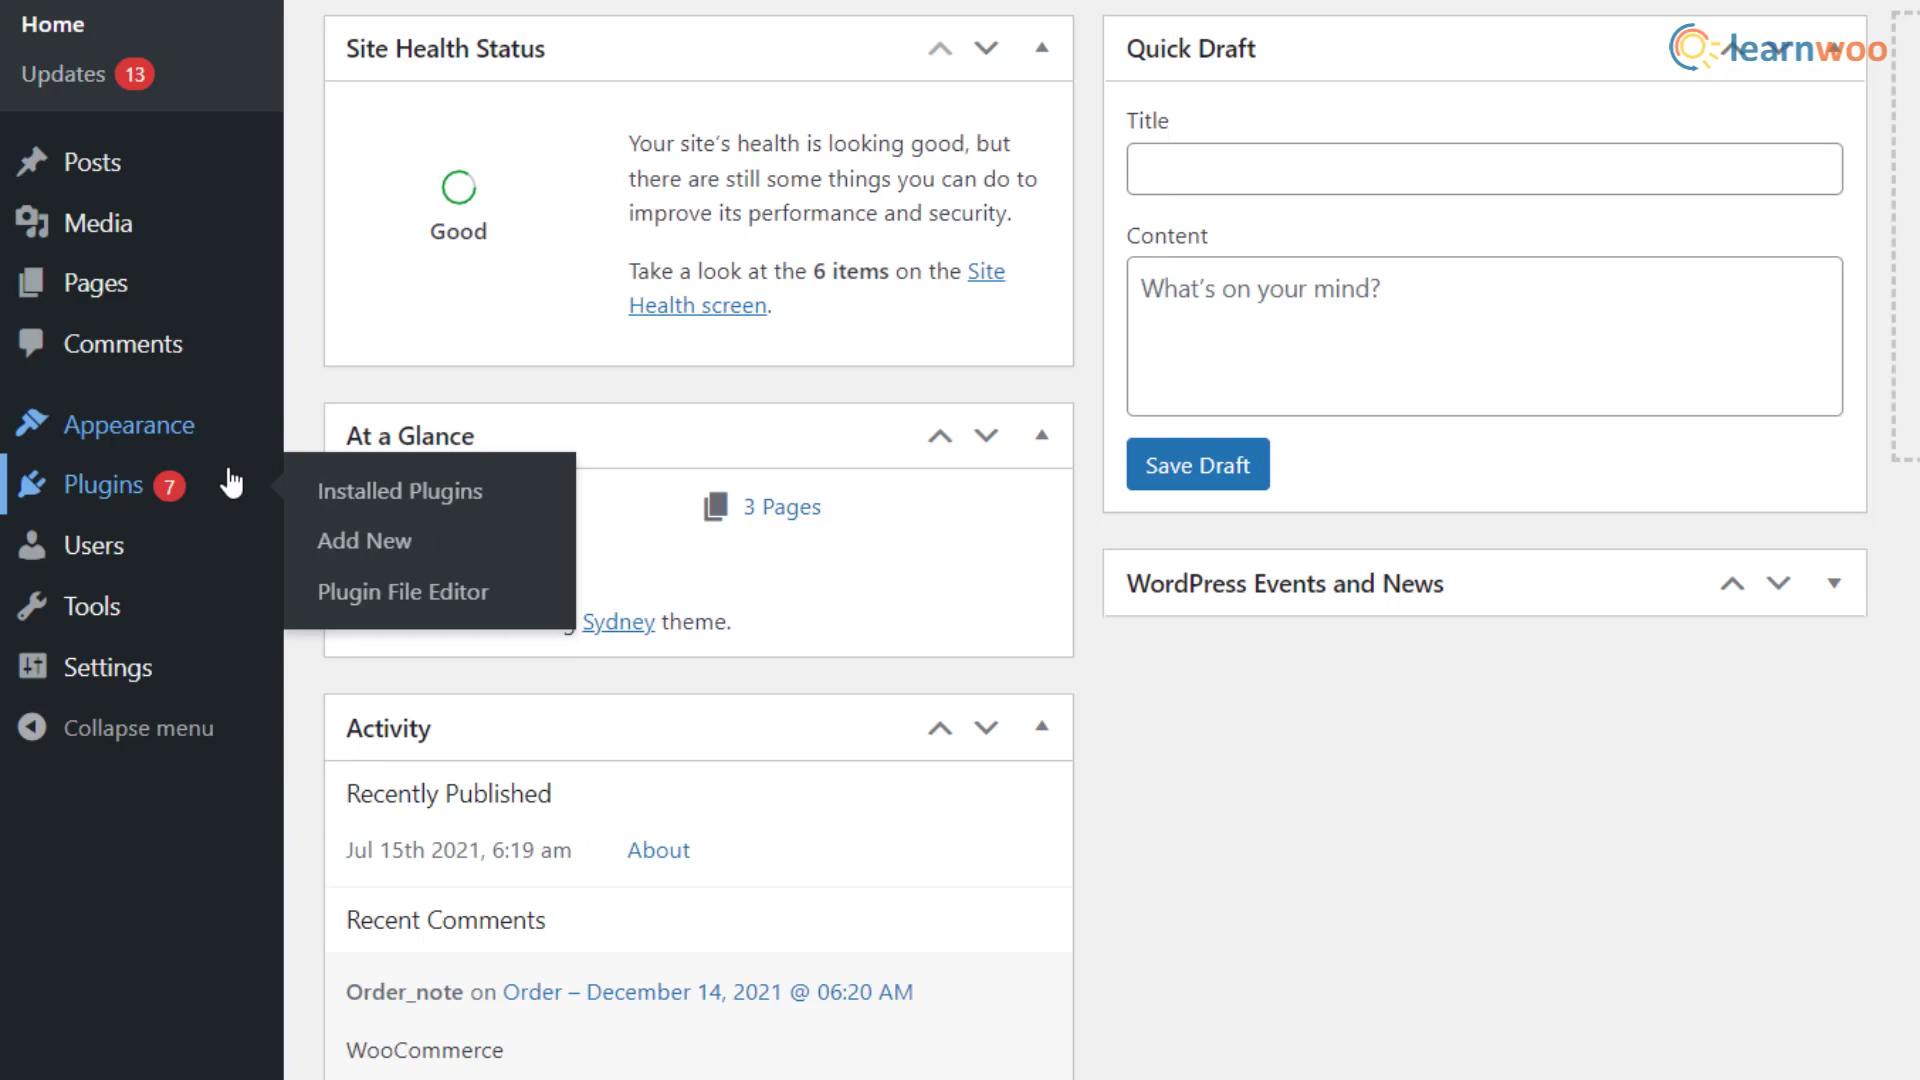 Home
Updates 13
Posts
Media
Pages
Comments
Appearance
Plugins 7
Installed Plugins
Add New
Plugin File Editor
Users
Tools
Settings
Collapse menu
Site Health Status
Good
Your site's health is looking good, but
there are still some things you can do to
improve its performance and security.
Take a look at the 6 items on the Site
Health screen.
At a Glance
3 Pages
Sydney theme.
Activity
Recently Published
Jul 15th 2021, 6:19 am About
Recent Comments
Order_note on Order – December 14, 2021 @ 06:20 AM
WooCommerce
Quick Draft
learnwoo
Title
Content
What's on your mind?
Save Draft
WordPress Events and News